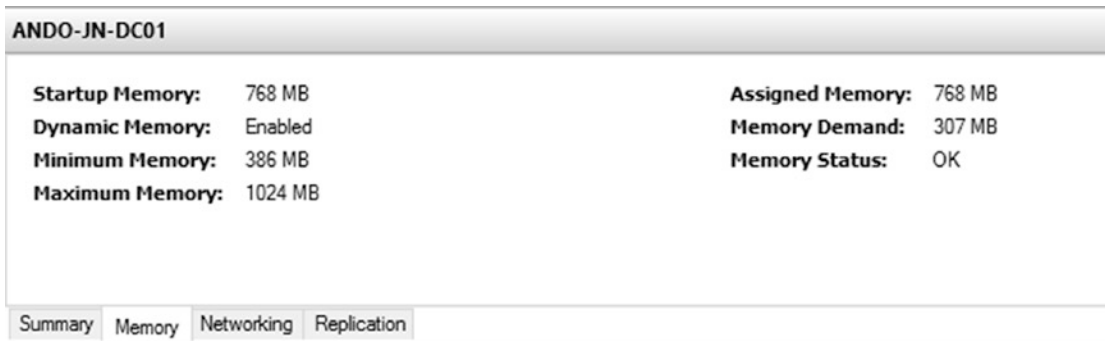 ANDO-JN-DC01
Startup Memory: 768 MB Assigned Memory: 768 MB
Dynamic Memory: Enabled Memory Demand: 307 MB
Minimum Memory: 386 MB Memory Status: OK
Maximum Memory: 1024 MB
Summary Memory Networking Replication